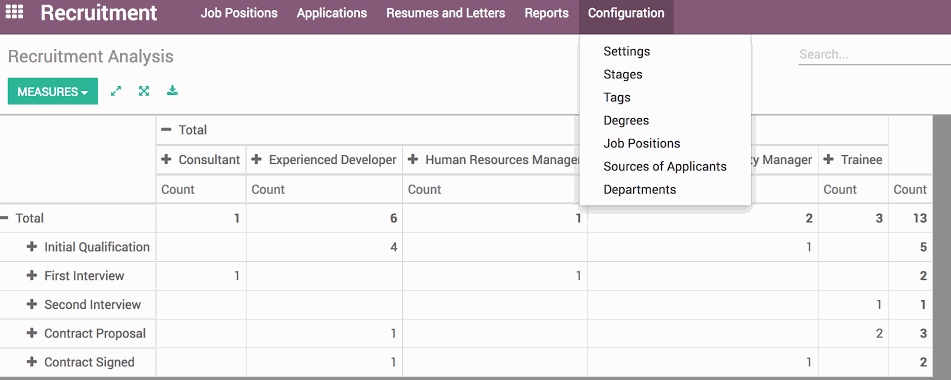 Recruitment Job Positions Applications Resumes and Letters Reports Configuration
Recruitment Analysis
Search...
Settings
Stages
Tags
Degrees
Job Positions
Sources of Applicants
Departments
MEASURES
Total
Consultant Experienced Developer Human Resources Manager Manager Trainee
Count Count Count Count Count
Total 1 6 1 2 3 13
Initial Qualification 4 1 5
First Interview 1 1 2
Second Interview 1 1
Contract Proposal 1 2 3
Contract Signed 1 1 2